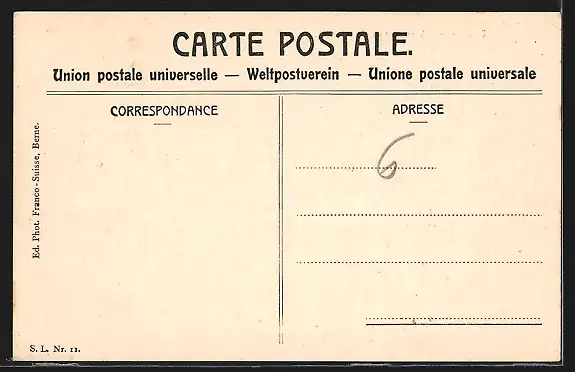 CARTE POSTALE.
Union postale universelle — Weltpostverein — Unione postale universale
CORRESPONDANCE
ADRESSE
6
Ed. Phot. Franco-Suisse, Berne.
S. L. Nr. 11.